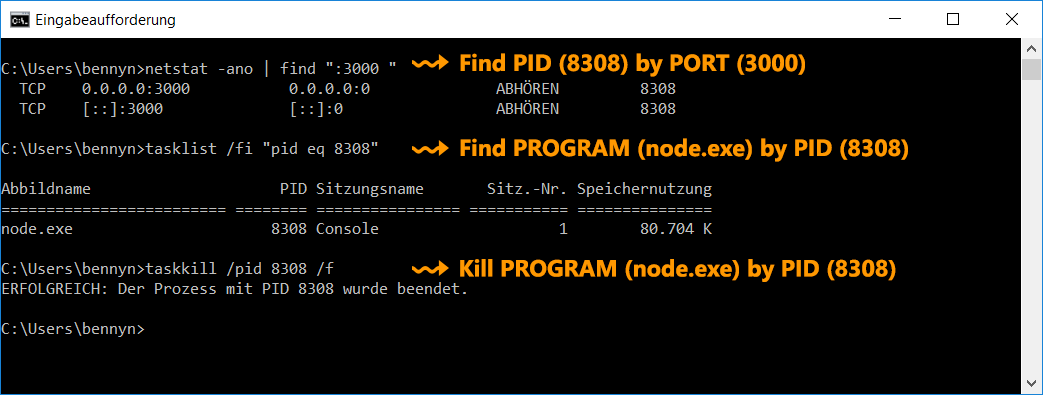 Eingabeaufforderung
C:\Users\bennyn>netstat -ano | find ":3000 " Find PID (8308) by PORT (3000)
TCP 0.0.0.0:3000 0.0.0.0:0 ABHÖREN 8308
TCP [::]:3000 [::]:0 ABHÖREN 8308
C:\Users\bennyn>tasklist /fi "pid eq 8308" Find PROGRAM (node.exe) by PID (8308)
Abbildname PID Sitzungsname Sitz.-Nr. Speichernutzung
========================= ======== ================ =========== ===============
node.exe 8308 Console 1 80.704 K
C:\Users\bennyn>taskkill /pid 8308 /f Kill PROGRAM (node.exe) by PID (8308)
ERFOLGREICH: Der Prozess mit PID 8308 wurde beendet.
C:\Users\bennyn>